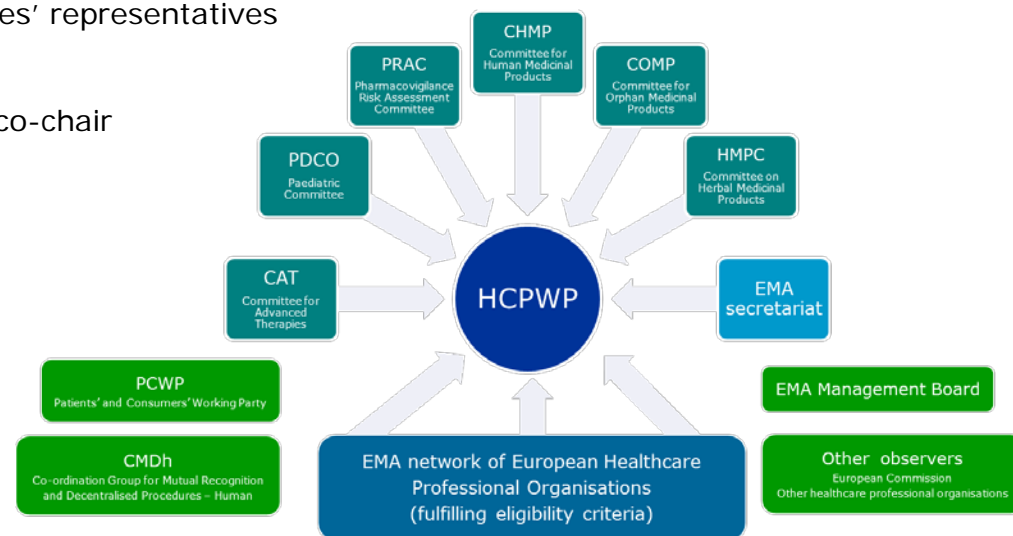 es' representatives
co-chair
CHMP
Committee for
Human Medicinal
Products
PRAC
Pharmacovigilance
Risk Assessment
Committee
COMP
Committee for
Orphan Medicinal
Products
PDCO
Paediatric
Committee
HMPC
Committee on
Herbal Medicinal
Products
CAT
Committee for
Advanced
Therapies
HCPWP
EMA
secretariat
PCWP
Patients' and Consumers' Working Party
EMA Management Board
CMDh
Co-ordination Group for Mutual Recognition
and Decentralised Procedures – Human
EMA network of European Healthcare
Professional Organisations
(fulfilling eligibility criteria)
Other observers
European Commission
Other healthcare professional organisations